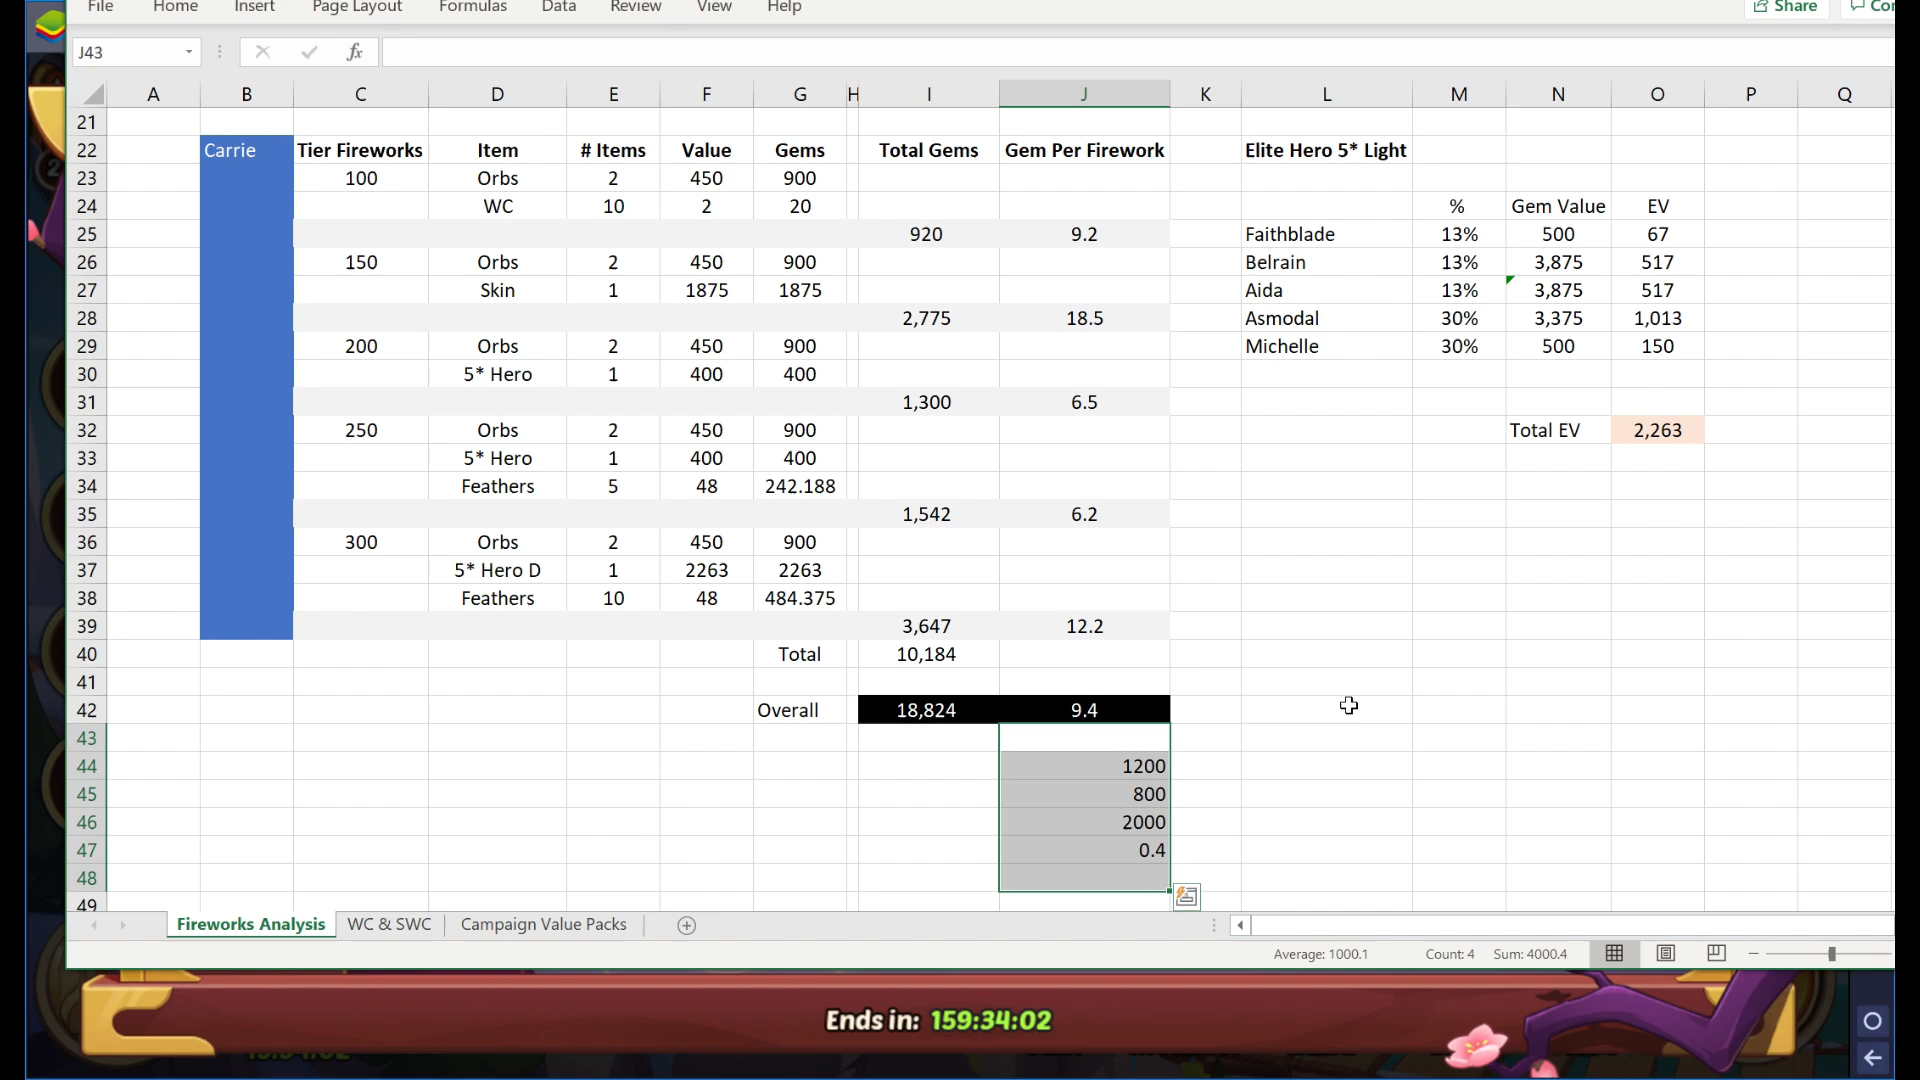 File Home Insert Page Layout Formulas Data Review View Help Share
J43 fx
A B C D E F G H I J K L M N O P Q
21
22 Carrie Tier Fireworks Item # Items Value Gems Total Gems Gem Per Firework Elite Hero 5* Light
23 100 Orbs 2 450 900
24 WC 10 2 20 % Gem Value EV
25 920 9.2 Faithblade 13% 500 67
26 150 Orbs 2 450 900 Belrain 13% 3,875 517
27 Skin 1 1875 1875 Aida 13% 3,875 517
28 2,775 18.5 Asmodal 30% 3,375 1,013
29 200 Orbs 2 450 900 Michelle 30% 500 150
30 5* Hero 1 400 400
31 1,300 6.5
32 250 Orbs 2 450 900 Total EV 2,263
33 5* Hero 1 400 400
34 Feathers 5 48 242.188
35 1,542 6.2
36 300 Orbs 2 450 900
37 5* Hero D 1 2263 2263
38 Feathers 10 48 484.375
39 3,647 12.2
40 Total 10,184
41
42 Overall 18,824 9.4
43
44 1200
45 800
46 2000
47 0.4
48
49
Fireworks Analysis WC & SWC Campaign Value Packs
Average: 1000.1 Count: 4 Sum: 4000.4
Ends in: 159:34:02